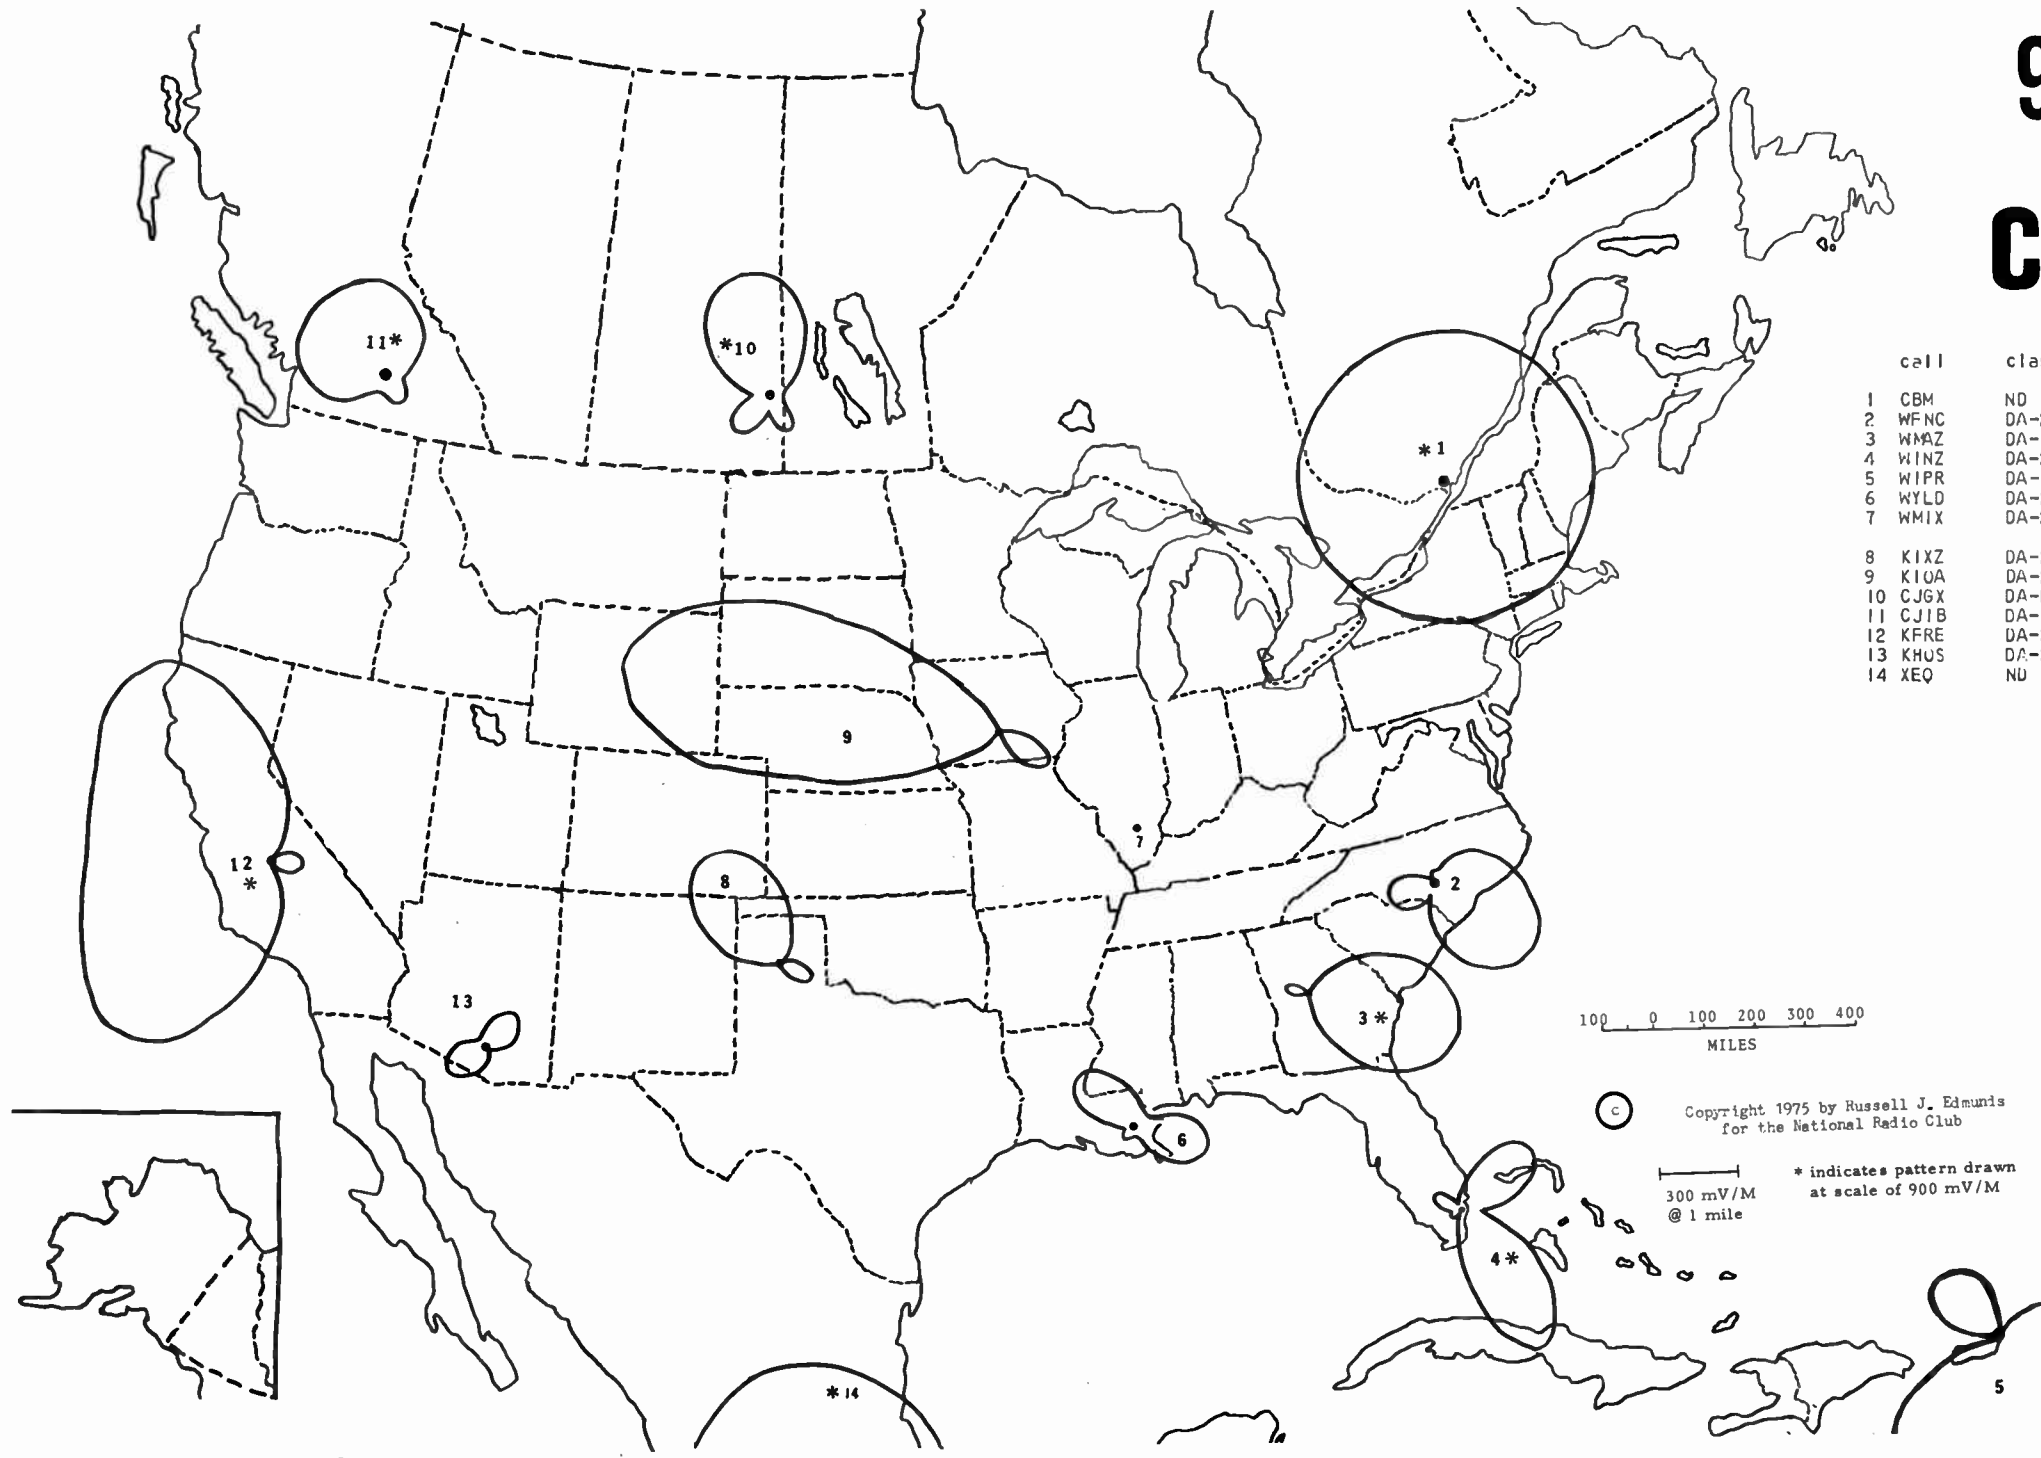 9
C
call cla
1 CBM ND
2 WFNC DA-
3 WMAZ DA-
4 WINZ DA-
5 WIPR DA-
6 WYLD DA-
7 WMIX DA-
8 KIXZ DA-
9 KIOA DA-
10 CJGX DA-
11 CJIB DA-
12 KFRE DA-
13 KHOS DA-
14 XEQ ND
11*
*10
*1
9
12
*
8
7
2
13
3*
6
4*
5
*14
100 0 100 200 300 400
MILES
c
Copyright 1975 by Russell J. Edmunds
for the National Radio Club
300 mV/M
@ 1 mile
* indicates pattern drawn
at scale of 900 mV/M